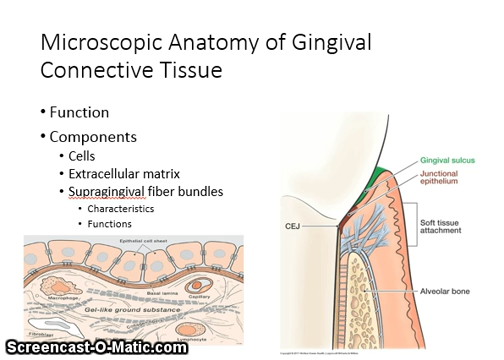 Microscopic Anatomy of Gingival
Connective Tissue
• Function
• Components
• Cells
• Extracellular matrix
• Supragingival fiber bundles
• Characteristics
• Functions
Gingival sulcus
Junctional
epithelium
CEJ
Soft tissue
attachment
Alveolar bone
Epithelial cell sheet
Macrophage
Basal lamina
Capillary
Gel-like ground substance
Fibroblast
Lymphocyte
Screencast-O-Matic.com